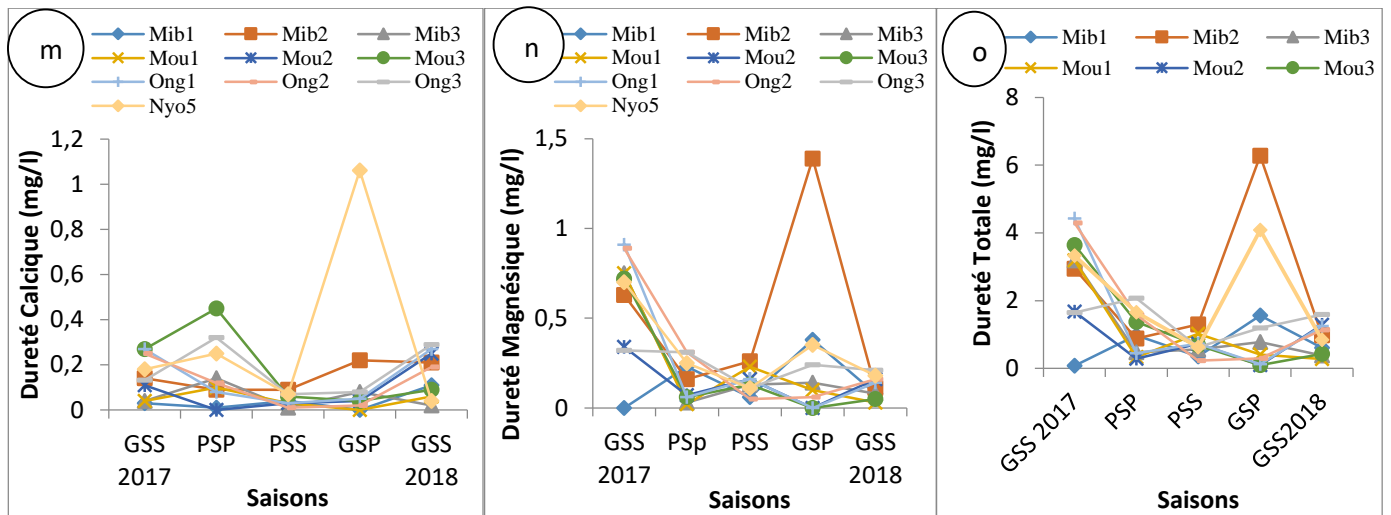 m
Mib1 Mib2 Mib3
Mou1 Mou2 Mou3
Ong1 Ong2 Ong3
Nyo5
Dureté Calcique (mg/l)
1,2
1
0,8
0,6
0,4
0,2
0
GSS 2017 PSP PSS GSP GSS 2018
Saisons
n
Mib1 Mib2 Mib3
Mou1 Mou2 Mou3
Ong1 Ong2 Ong3
Nyo5
Dureté Magnésique (mg/l)
1,5
1
0,5
0
GSS 2017 PSp PSS GSP GSS 2018
Saisons
o
Mib1 Mib2 Mib3
Mou1 Mou2 Mou3
Dureté Totale (mg/l)
8
6
4
2
0
GSS 2017 PSP PSS GSP GSS2018
Saisons